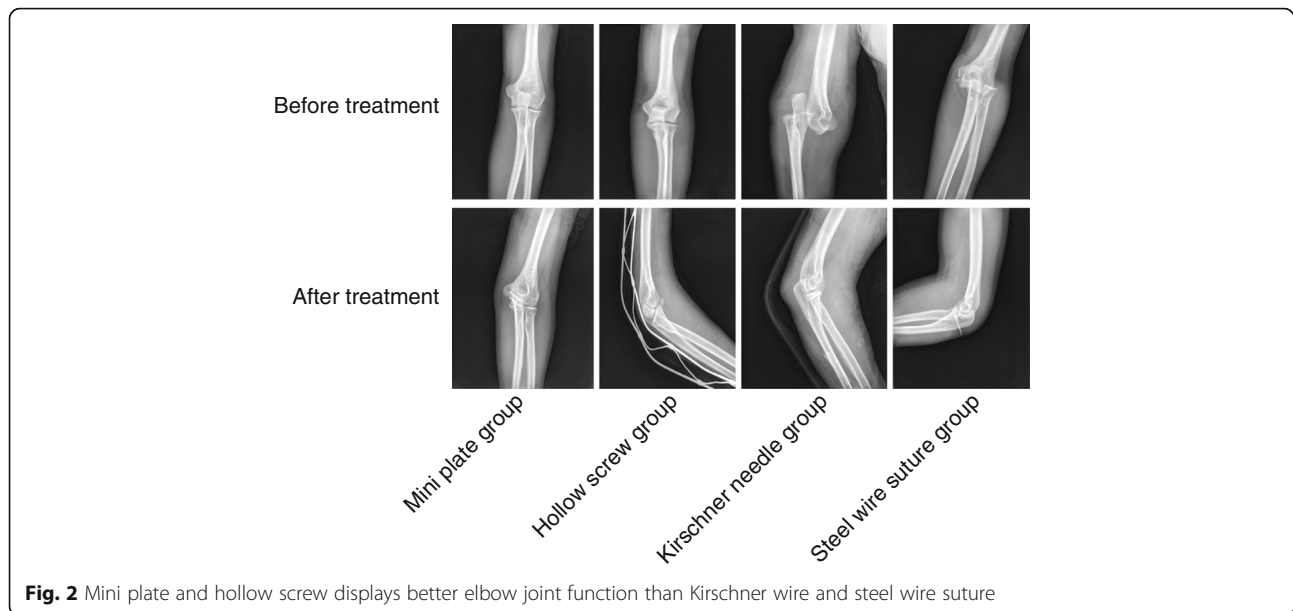 Before treatment
After treatment
Mini plate group
Hollow screw group
Kirschner needle group
Steel wire suture group
Fig. 2 Mini plate and hollow screw displays better elbow joint function than Kirschner wire and steel wire suture